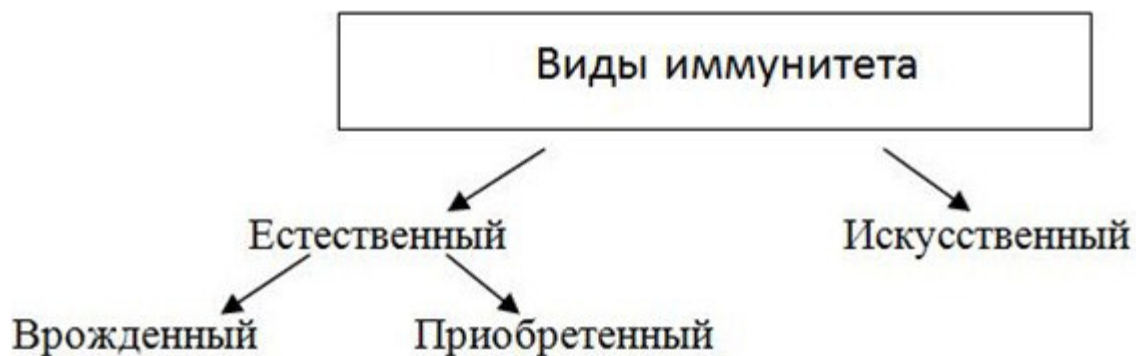 Виды иммунитета
Естественный Искусственный
Врожденный Приобретенный